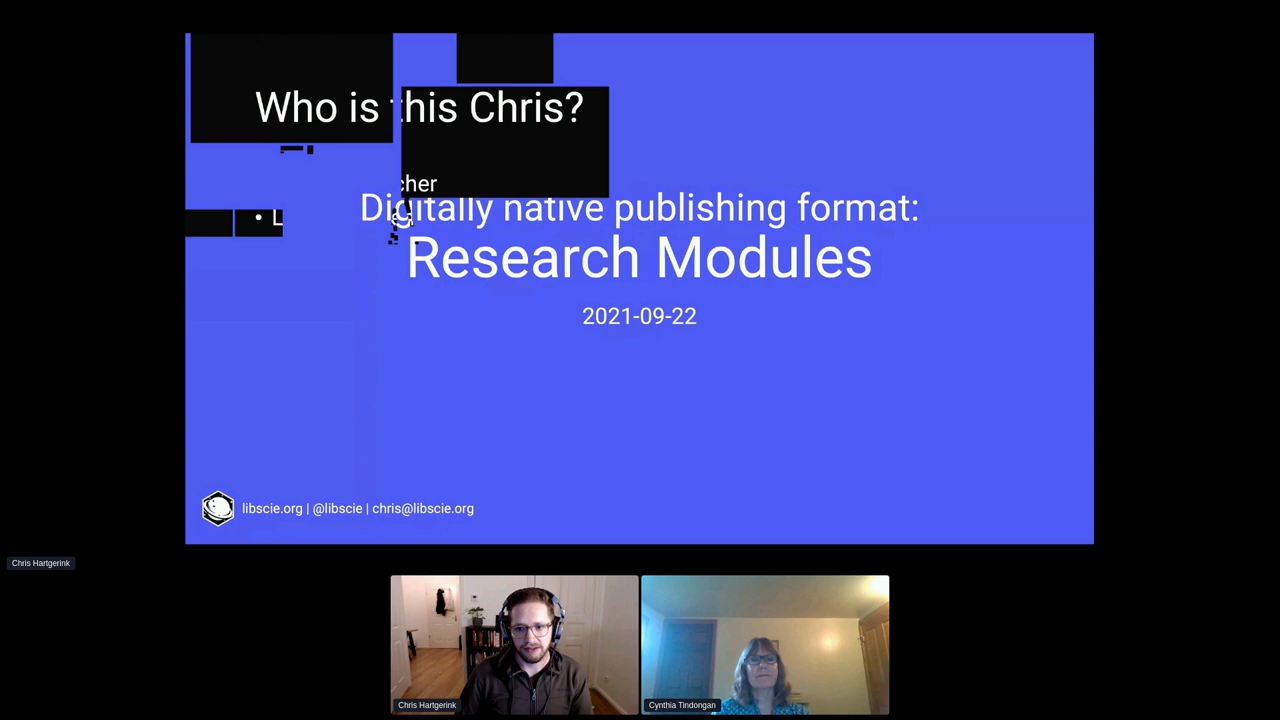 Who is this Chris?
cher
• L
Digitally native publishing format:
Research Modules
2021-09-22
libscie.org | @libscie | chris@libscie.org
Chris Hartgerink
Chris Hartgerink
Cynthia Tindongan